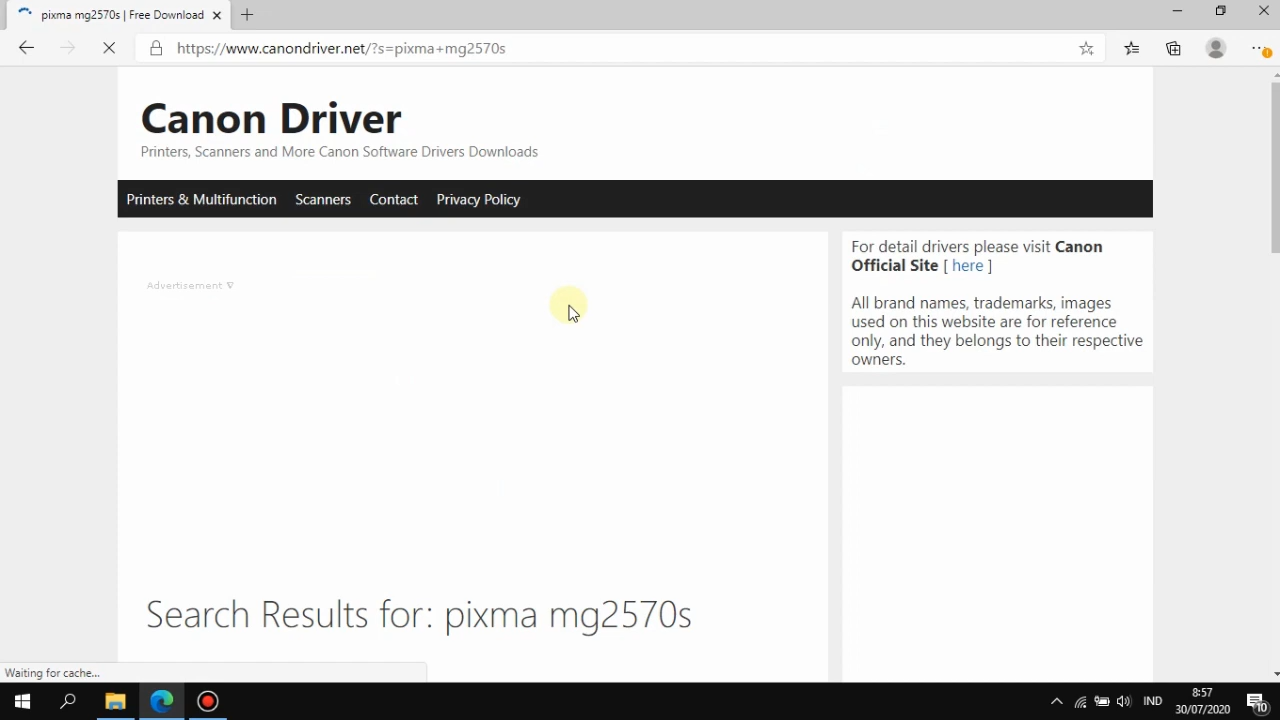 pixma mg2570s | Free Download
https://www.canondriver.net/?s=pixma+mg2570s
Canon Driver
Printers, Scanners and More Canon Software Drivers Downloads
Printers & Multifunction Scanners Contact Privacy Policy
Advertisement ∇
For detail drivers please visit Canon
Official Site [ here ]
All brand names, trademarks, images
used on this website are for reference
only, and they belongs to their respective
owners.
Search Results for: pixma mg2570s
Waiting for cache...
IND
8:57
30/07/2020
10